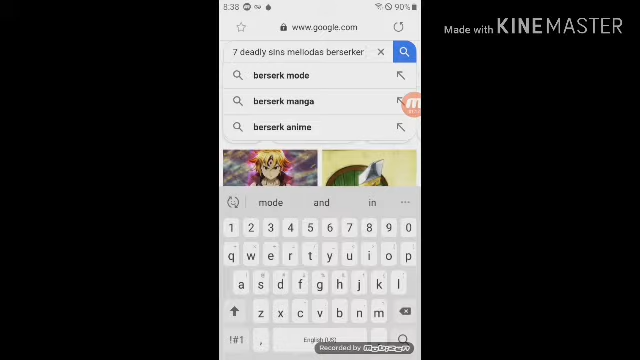 8:38
90%
Made with KINEMASTER
www.google.com
7 deadly sins meliodas berserker
berserk mode
berserk manga
berserk anime
mode and in
1 2 3 4 5 6 7 8 9 0
q w e r t y u i o p
a s d f g h j k l
z x c v b n m
!#1 , English (US)
Recorded by